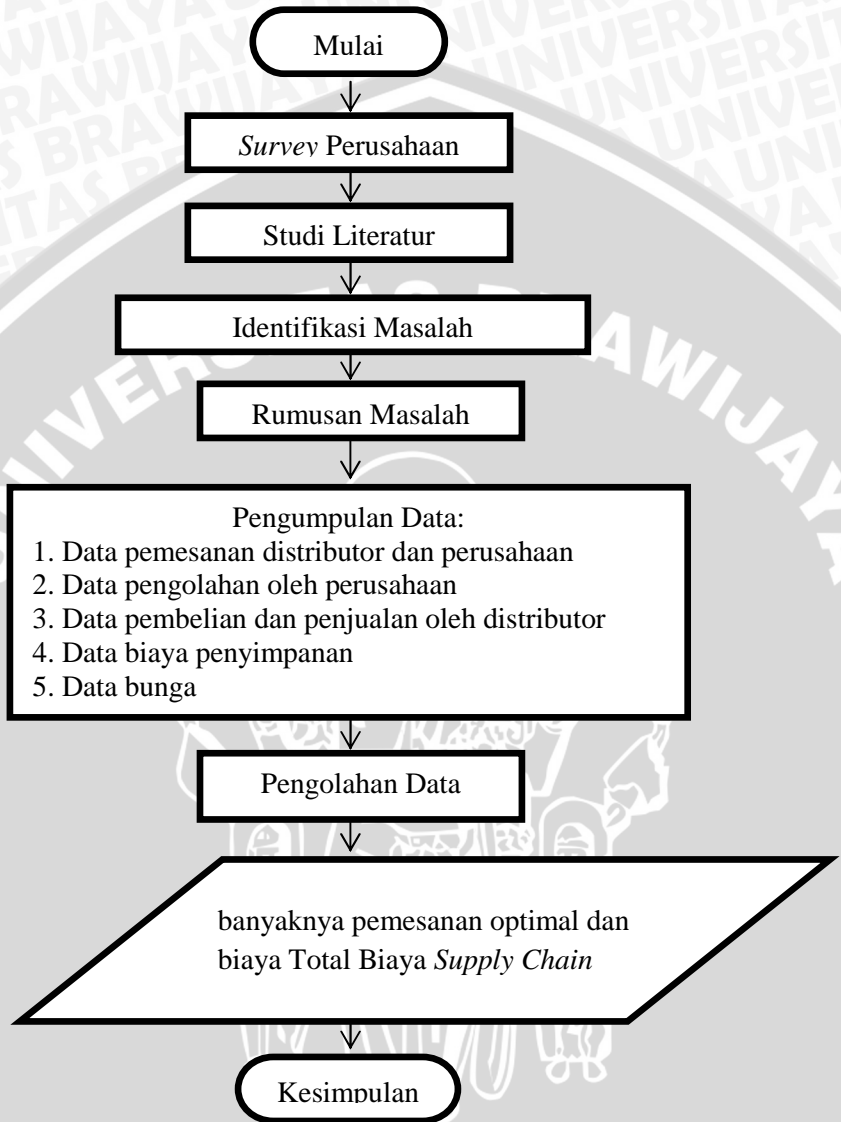 Mulai
Survey Perusahaan
Studi Literatur
Identifikasi Masalah
Rumusan Masalah
Pengumpulan Data:
1. Data pemesanan distributor dan perusahaan
2. Data pengolahan oleh perusahaan
3. Data pembelian dan penjualan oleh distributor
4. Data biaya penyimpanan
5. Data bunga
Pengolahan Data
banyaknya pemesanan optimal dan
biaya Total Biaya Supply Chain
Kesimpulan